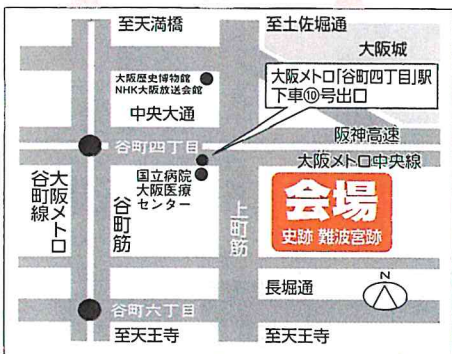 至天満橋
至土佐堀通
大阪城
大阪歴史博物館
NHK大阪放送会館
大阪メトロ「谷町四丁目」駅
下車⑩号出口
中央大通
阪神高速
谷町四丁目
大阪メトロ中央線
国立病院
大阪医療
センター
大阪メトロ
谷町線
谷町筋
上町筋
会場
史跡 難波宮跡
長堀通
N
谷町六丁目
至天王寺
至天王寺